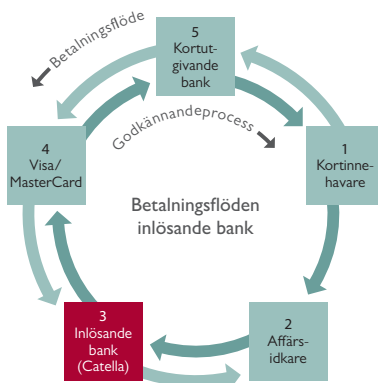 Betalningsflöde
5
Kortut-
givande
bank
Godkännandeprocess
4
Visa/
MasterCard
1
Kortinne-
havare
Betalningsflöden
inlösande bank
3
Inlösande
bank
(Catella)
2
Affärs-
idkare